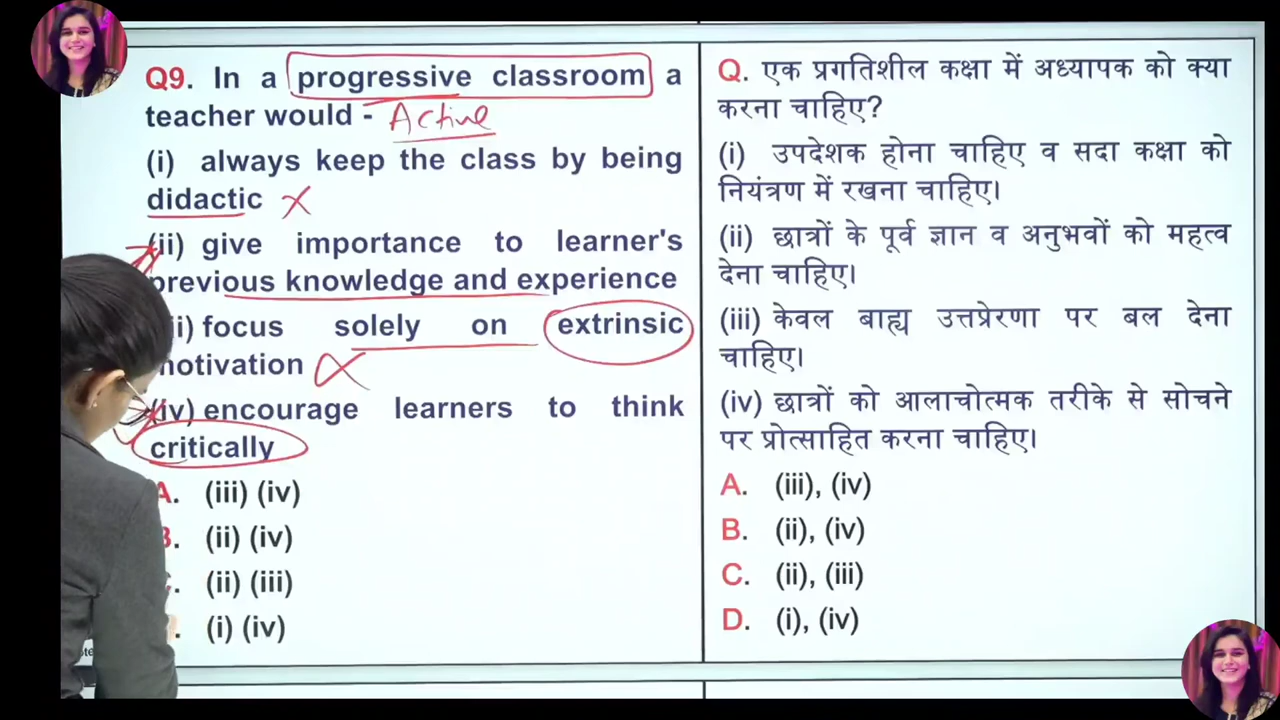 Q9. In a progressive classroom a
teacher would - Active
(i) always keep the class by being
didactic
(ii) give importance to learner's
previous knowledge and experience
focus solely on extrinsic
motivation
(iv) encourage learners to think
critically
A. (iii) (iv)
B. (ii) (iv)
(ii) (iii)
(i) (iv)
Q. एक प्रगतिशील कक्षा में अध्यापक को क्या
करना चाहिए?
(i) उपदेशक होना चाहिए व सदा कक्षा को
नियंत्रण में रखना चाहिए।
(ii) छात्रों के पूर्व ज्ञान व अनुभवों को महत्व
देना चाहिए।
(iii) केवल बाह्य उत्तप्रेरणा पर बल देना
चाहिए।
(iv) छात्रों को आलाचोत्मक तरीके से सोचने
पर प्रोत्साहित करना चाहिए।
A. (iii), (iv)
B. (ii), (iv)
C. (ii), (iii)
D. (i), (iv)